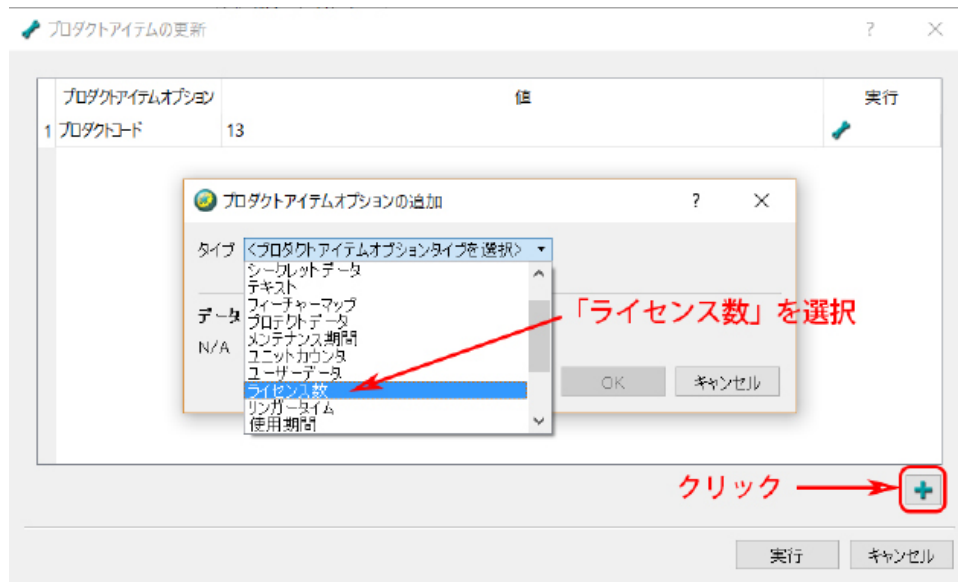 プロダクトアイテムの更新
プロダクトアイテムオプション 値 実行
1 プロダクトコード 13
プロダクトアイテムオプションの追加
タイプ <プロダクトアイテムオプションタイプを選択>
シークレットデータ
テキスト
フィーチャーマップ
プロテクトデータ
メンテナンス期間
ユニットカウンタ
ユーザーデータ
ライセンス数
リンガータイム
使用期間
データ
N/A
「ライセンス数」を選択
OK キャンセル
クリック
実行 キャンセル